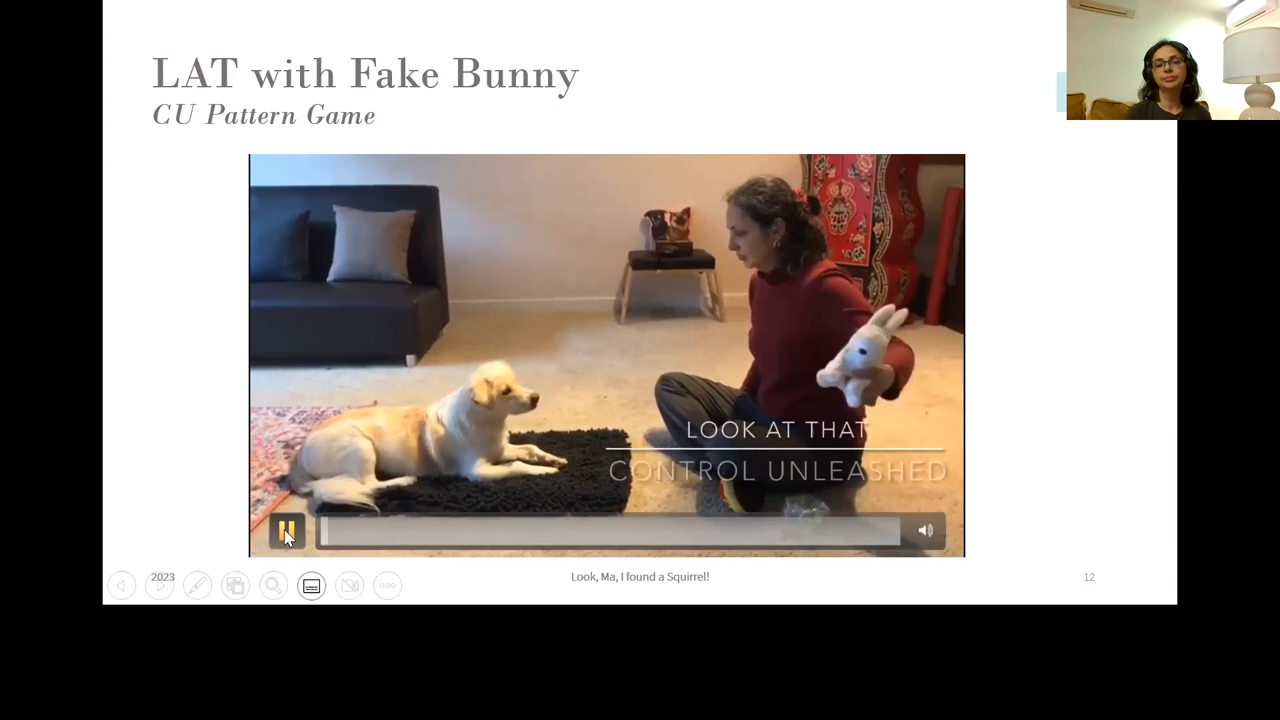 LAT with Fake Bunny
CU Pattern Game
LOOK AT THAT
CONTROL UNLEASHED
2023
Look, Ma, I found a Squirrel!
12